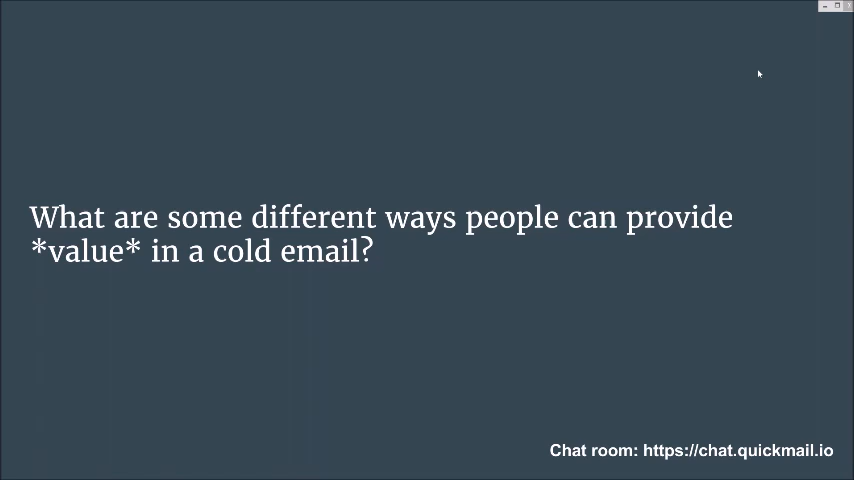 What are some different ways people can provide
*value* in a cold email?
Chat room: https://chat.quickmail.io